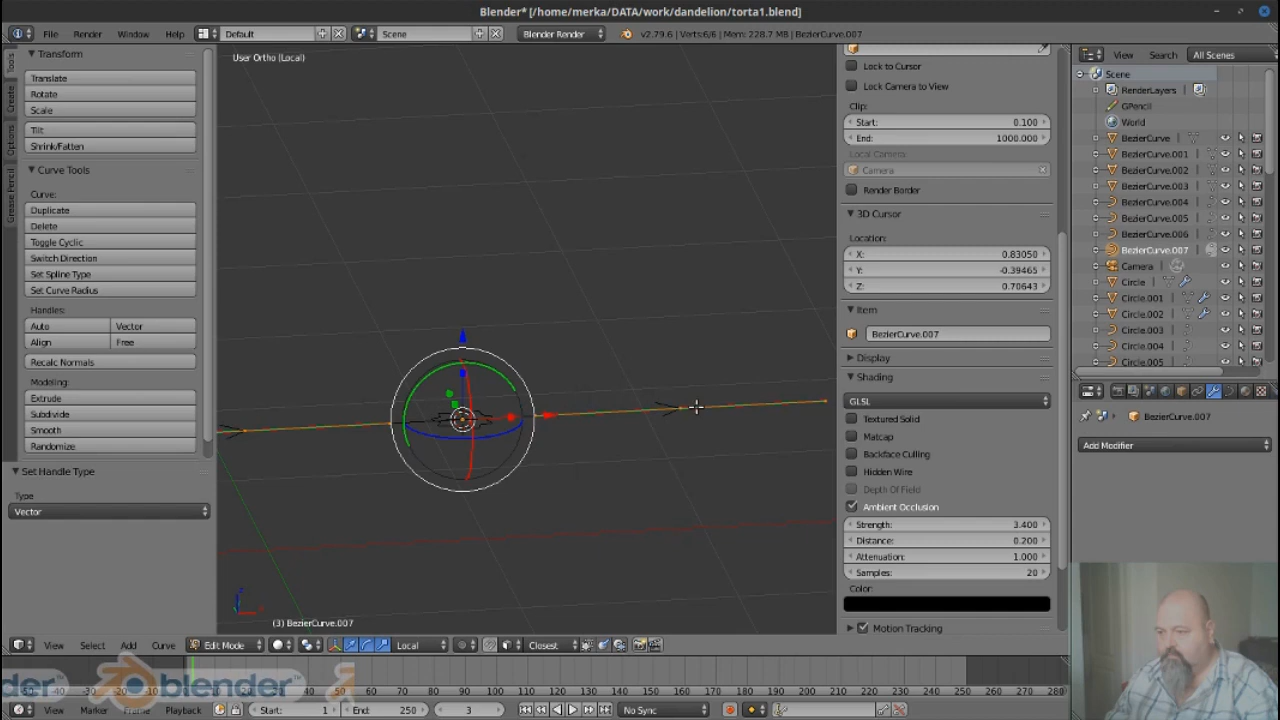 Blender* [/home/merka/DATA/work/dandelion/torta1.blend]
File Render Window Help Default Scene Blender Render v2.79.6 | Verts:6/6 | Mem: 228.7 MB | BezierCurve.007
View Search All Scenes
Tools
Create
Options
Grease Pencil
Transform
Translate
Rotate
Scale
Tilt
Shrink/Fatten
Curve Tools
Curve:
Duplicate
Delete
Toggle Cyclic
Switch Direction
Set Spline Type
Set Curve Radius
Handles:
Auto Vector
Align Free
Recalc Normals
Modeling:
Extrude
Subdivide
Smooth
Randomize
Set Handle Type
Type
Vector
User Ortho (Local)
(3) BezierCurve.007
Lock to Cursor
Lock Camera to View
Clip:
Start: 0.100
End: 1000.000
Local Camera:
Camera
Render Border
3D Cursor
Location:
X: 0.83050
Y: -0.39465
Z: 0.70643
Item
BezierCurve.007
Display
Shading
GLSL
Textured Solid
Matcap
Backface Culling
Hidden Wire
Depth Of Field
Ambient Occlusion
Strength: 3.400
Distance: 0.200
Attenuation: 1.000
Samples: 20
Color:
Motion Tracking
Scene
RenderLayers
GPencil
World
BezierCurve
BezierCurve.001
BezierCurve.002
BezierCurve.003
BezierCurve.004
BezierCurve.005
BezierCurve.006
BezierCurve.007
Camera
Circle
Circle.001
Circle.002
Circle.003
Circle.004
Circle.005
BezierCurve.007
Add Modifier
View Select Add Curve Edit Mode Local Closest
der blender
-50 -40 -30 -20 -10 0 10 20 30 40 50 60 70 80 90 100 110 120 130 140 150 160 170 180 190 200 210 220 230 240 250 260 270 280
View Marker Frame Playback Start: 1 End: 250 3 No Sync